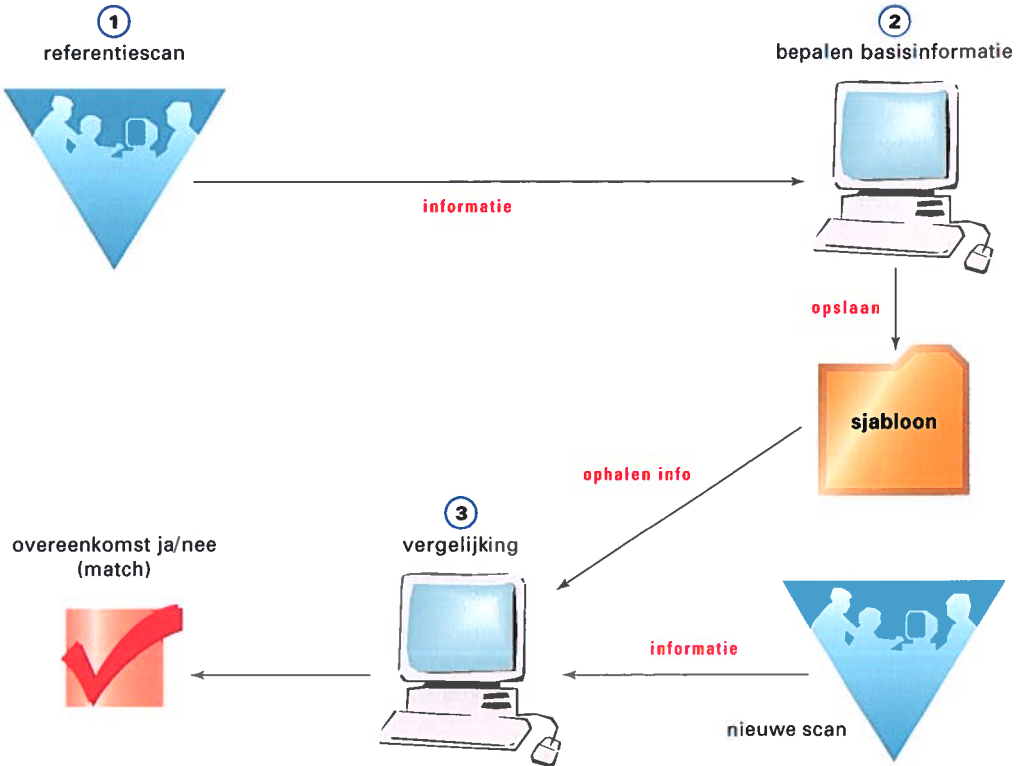 1
referentiescan
2
bepalen basisinformatie
informatie
opslaan
sjabloon
ophalen info
3
vergelijking
overeenkomst ja/nee
(match)
informatie
nieuwe scan